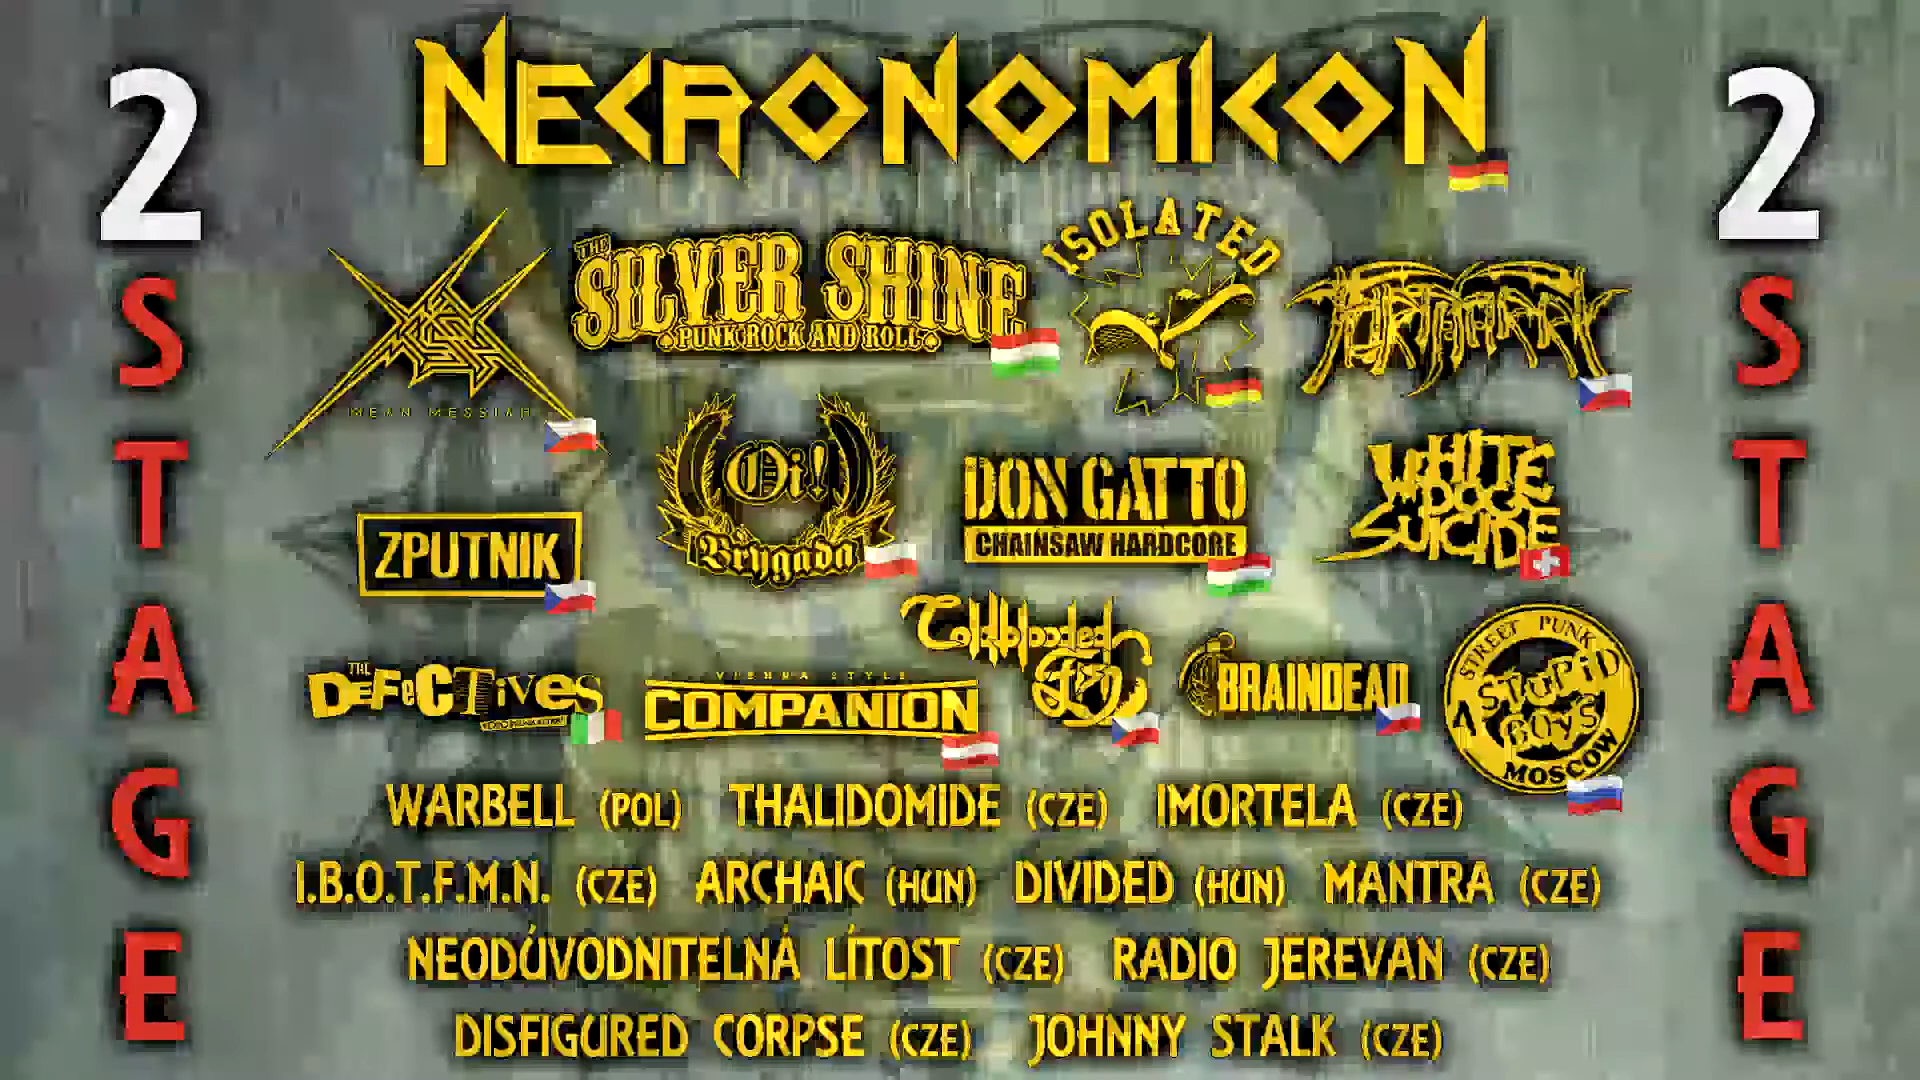 NECRONOMICON
2 STAGE
2 STAGE
MEAN MESSIAH
THE SILVER SHINE
PUNK ROCK AND ROLL
ISOLATED
ZPUTNIK
Oi!
Brygada
DON GATTO
CHAINSAW HARDCORE
WHITE
DOG
SUICIDE
THE
DEFeCTives
VIENNA STYLE
COMPANION
Coldblooded
BRAINDEAD
STREET PUNK
STUPiD
BOYS
MOSCOW
WARBELL (POL) THALIDOMIDE (CZE) IMORTELA (CZE)
I.B.O.T.F.M.N. (CZE) ARCHAIC (HUN) DIVIDED (HUN) MANTRA (CZE)
NEODÚVODNITELNÁ LÍTOST (CZE) RADIO JEREVAN (CZE)
DISFIGURED CORPSE (CZE) JOHNNY STALK (CZE)